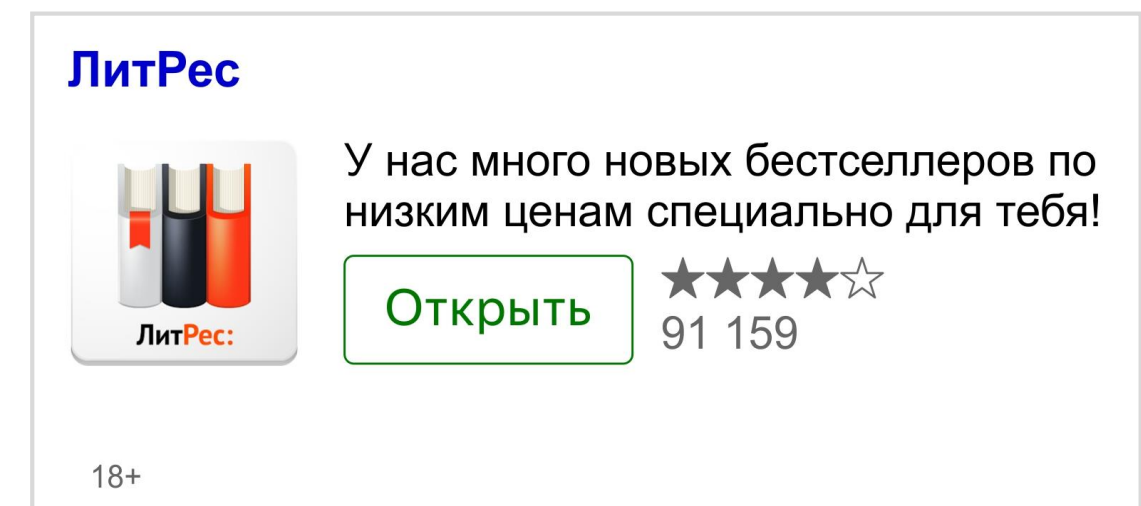 ЛитРес
У нас много новых бестселлеров по
низким ценам специально для тебя!
Открыть
91 159
ЛитРес:
18+